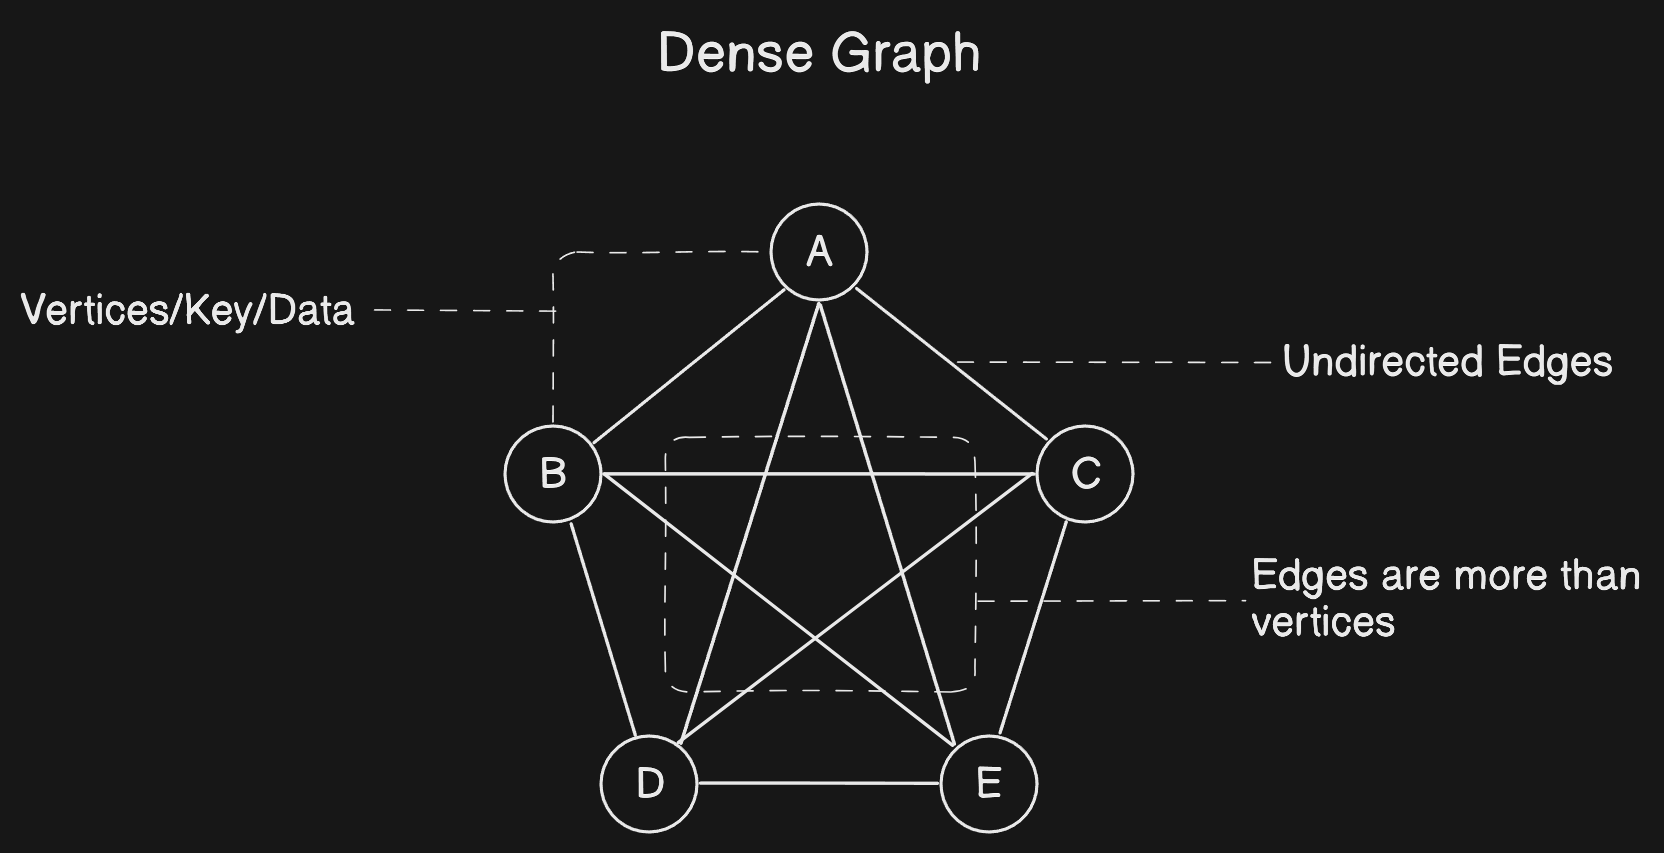 Dense Graph
A
Vertices/Key/Data
Undirected Edges
B
C
Edges are more than
vertices
D
E